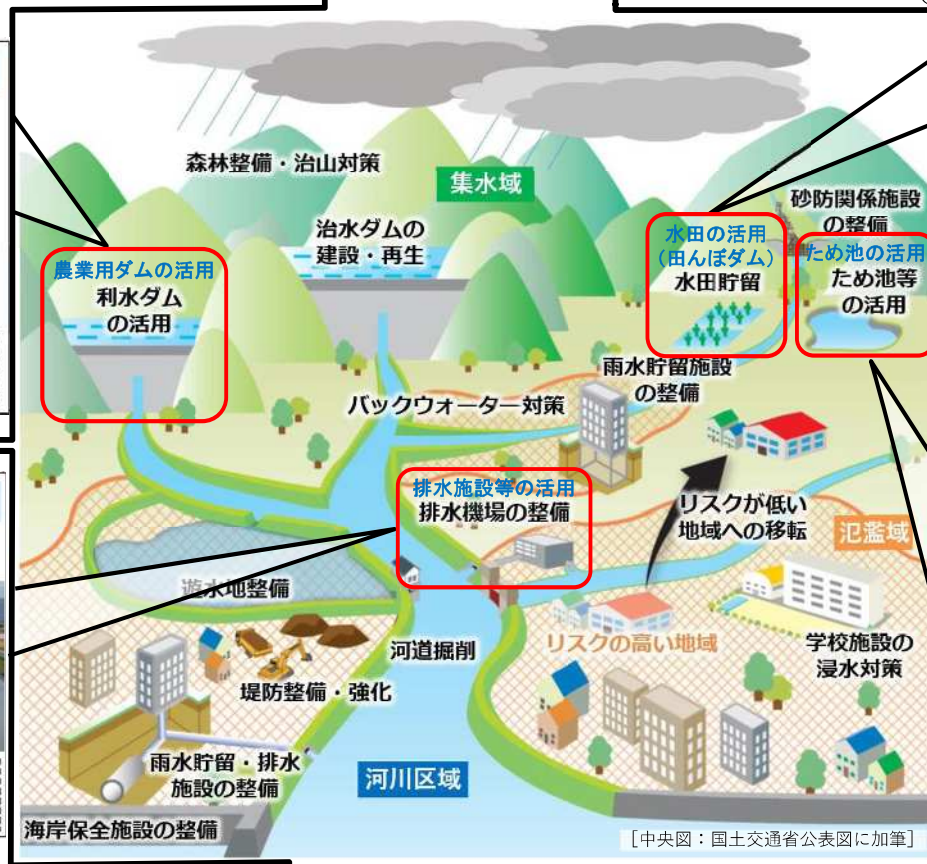 森林整備・治山対策
集水域
治水ダムの
建設・再生
砂防関係施設
の整備
農業用ダムの活用
利水ダム
の活用
水田の活用
(田んぼダム)
水田貯留
ため池の活用
ため池等
の活用
雨水貯留施設
の整備
バックウォーター対策
排水施設等の活用
排水機場の整備
リスクが低い
地域への移転
氾濫域
遊水地整備
リスクの高い地域
学校施設の
浸水対策
河道掘削
堤防整備・強化
雨水貯留・排水
施設の整備
河川区域
海岸保全施設の整備
[中央図：国土交通省公表図に加筆]